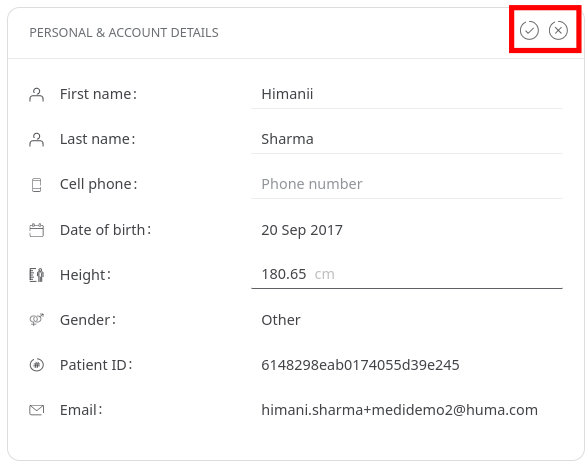 PERSONAL & ACCOUNT DETAILS
First name: Himanii
Last name: Sharma
Cell phone: Phone number
Date of birth: 20 Sep 2017
Height: 180.65 cm
Gender: Other
Patient ID: 6148298eab0174055d39e245
Email: himani.sharma+medidemo2@huma.com